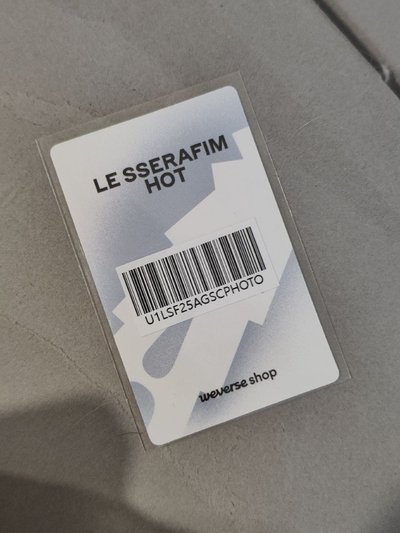 LE SSERAFIM
HOT
U1LSF25AGSCPHOTO
weverse shop